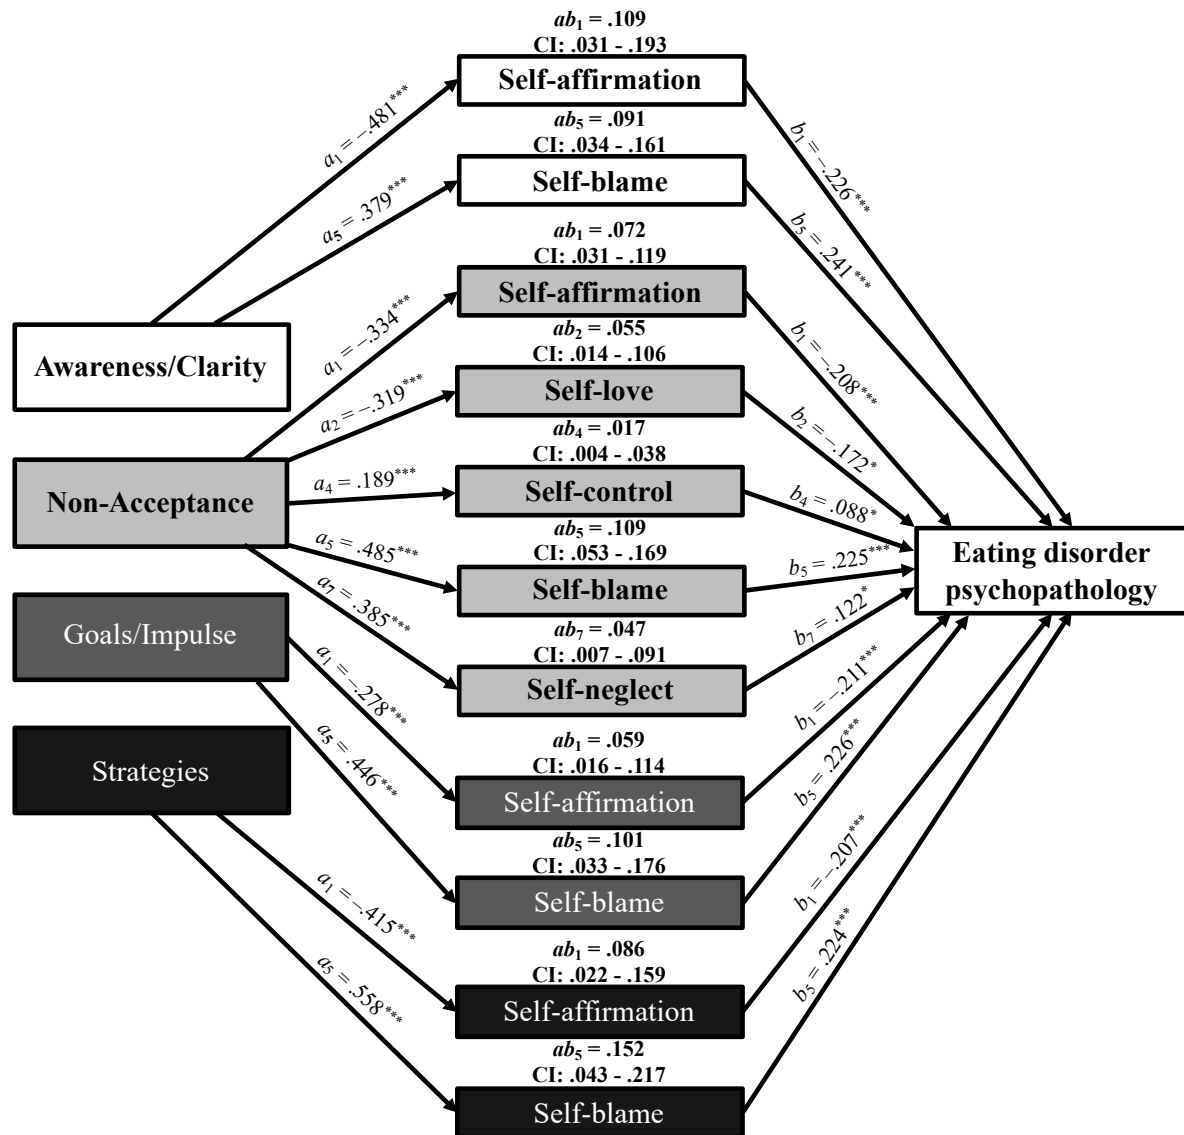 ab₁ = .109
CI: .031 - .193
Self-affirmation
a₁ = −.481***
b₁ = −.226***
ab₅ = .091
CI: .034 - .161
Self-blame
a₅ = .379***
b₅ = .241***
ab₁ = .072
CI: .031 - .119
Self-affirmation
a₁ = −.334***
b₁ = −.208***
Awareness/Clarity
ab₂ = .055
CI: .014 - .106
Self-love
a₂ = −.319***
b₂ = −.172*
ab₄ = .017
CI: .004 - .038
Self-control
Non-Acceptance
a₄ = .189***
b₄ = .088*
ab₅ = .109
CI: .053 - .169
Self-blame
a₅ = .485***
b₅ = .225***
Eating disorder
psychopathology
ab₇ = .047
CI: .007 - .091
Self-neglect
a₇ = .385***
b₇ = .122*
Goals/Impulse
ab₁ = .059
CI: .016 - .114
Self-affirmation
a₁ = −.278***
b₁ = −.211***
Strategies
ab₅ = .101
CI: .033 - .176
Self-blame
a₅ = .446***
b₅ = .226***
ab₁ = .086
CI: .022 - .159
Self-affirmation
a₁ = −.415***
b₁ = −.207***
ab₅ = .152
CI: .043 - .217
Self-blame
a₅ = .558***
b₅ = .224***